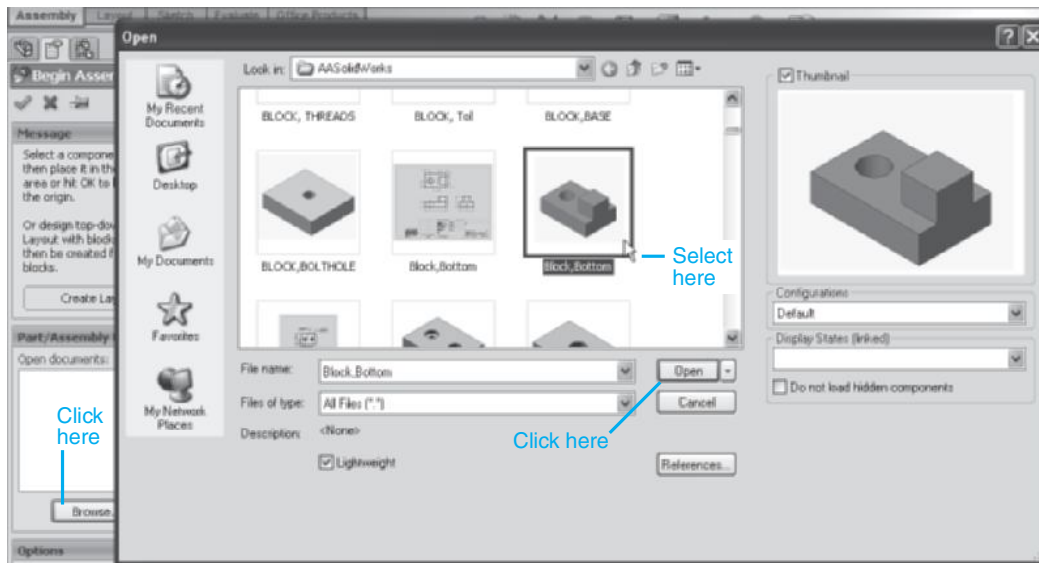 Assembly Layout Sketch Evaluate Office Products
Open
Begin Asser
Message
Select a compone
then place it in th
area or hit OK to
the origin.
Or design top-dow
Layout with block
then be created f
blocks.
Create La
Part/Assembly
Open documents:
Click
here
Browse.
Options
My Recent
Documents
Desktop
My Documents
Favorites
My Network
Places
Look in: AASolidWorks
BLOCK, THREADS BLOCK, Tol BLOCK,BASE
BLOCK,BOLTHOLE Block,Bottom Block,Bottom
Select
here
File name: Block,Bottom Open
Files of type: All Files (*.*) Cancel
Description: <None>
Click here
Lightweight References...
Thumbnail
Configurations
Default
Display States (linked)
Do not load hidden components